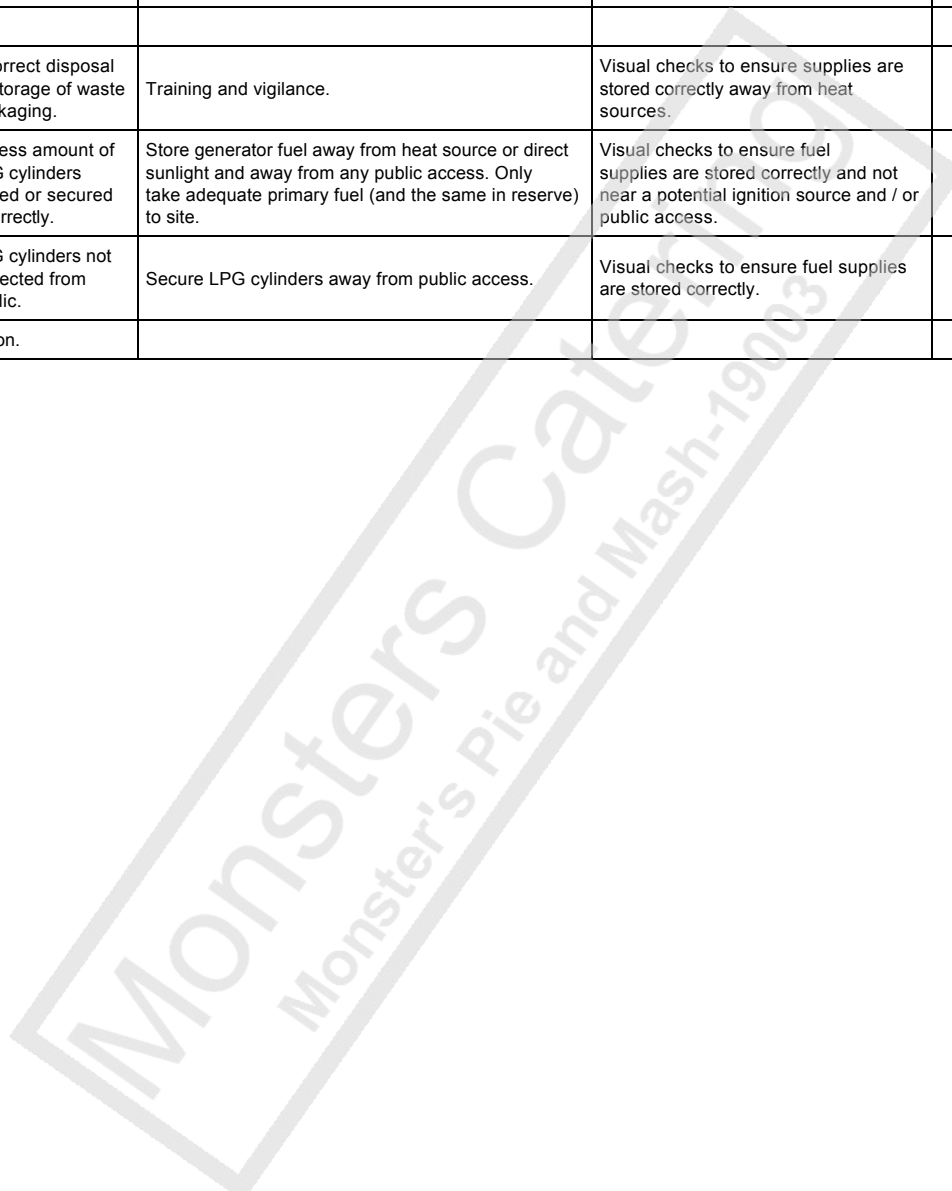 orrect disposal
torage of waste
kaging.
Training and vigilance.
Visual checks to ensure supplies are
stored correctly away from heat
sources.
ess amount of
G cylinders
ed or secured
rrectly.
Store generator fuel away from heat source or direct
sunlight and away from any public access. Only
take adequate primary fuel (and the same in reserve)
to site.
Visual checks to ensure fuel
supplies are stored correctly and not
near a potential ignition source and / or
public access.
G cylinders not
ected from
lic.
Secure LPG cylinders away from public access.
Visual checks to ensure fuel supplies
are stored correctly.
on.
Monsters Catering
Monster's Pie and Mash-19003